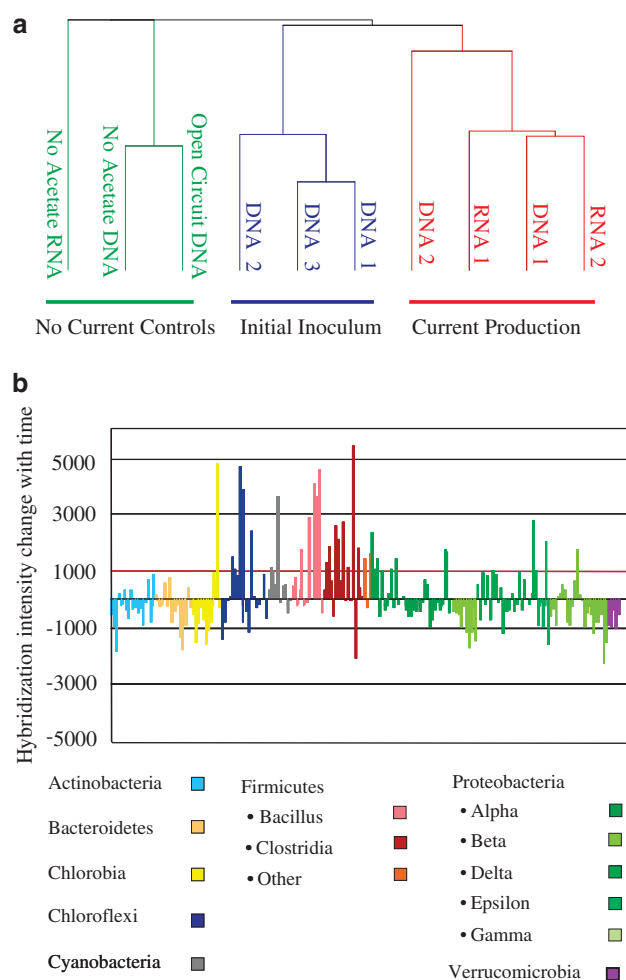 a
No Acetate RNA
No Acetate DNA
Open Circuit DNA
DNA 2
DNA 3
DNA 1
DNA 2
RNA 1
DNA 1
RNA 2
No Current Controls
Initial Inoculum
Current Production
b
Hybridization intensity change with time
5000
3000
1000
-1000
-3000
-5000
Actinobacteria
Bacteroidetes
Chlorobia
Chloroflexi
Cyanobacteria
Firmicutes
• Bacillus
• Clostridia
• Other
Proteobacteria
• Alpha
• Beta
• Delta
• Epsilon
• Gamma
Verrucomicrobia